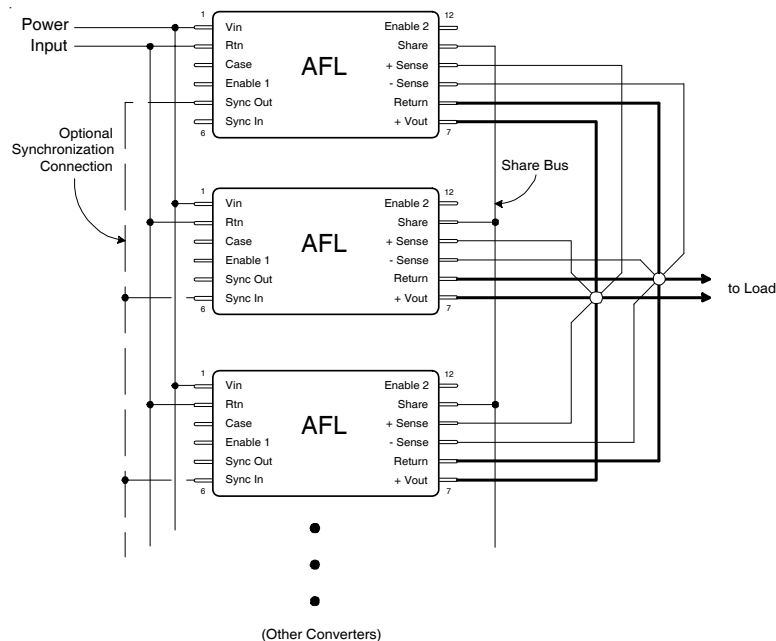 Power
Input
Optional
Synchronization
Connection
1
Vin
Rtn
Case
Enable 1
Sync Out
Sync In
6
AFL
12
Enable 2
Share
+ Sense
- Sense
Return
+ Vout
7
Share Bus
1
Vin
Rtn
Case
Enable 1
Sync Out
Sync In
6
AFL
12
Enable 2
Share
+ Sense
- Sense
Return
+ Vout
7
to Load
1
Vin
Rtn
Case
Enable 1
Sync Out
Sync In
6
AFL
12
Enable 2
Share
+ Sense
- Sense
Return
+ Vout
7
(Other Converters)